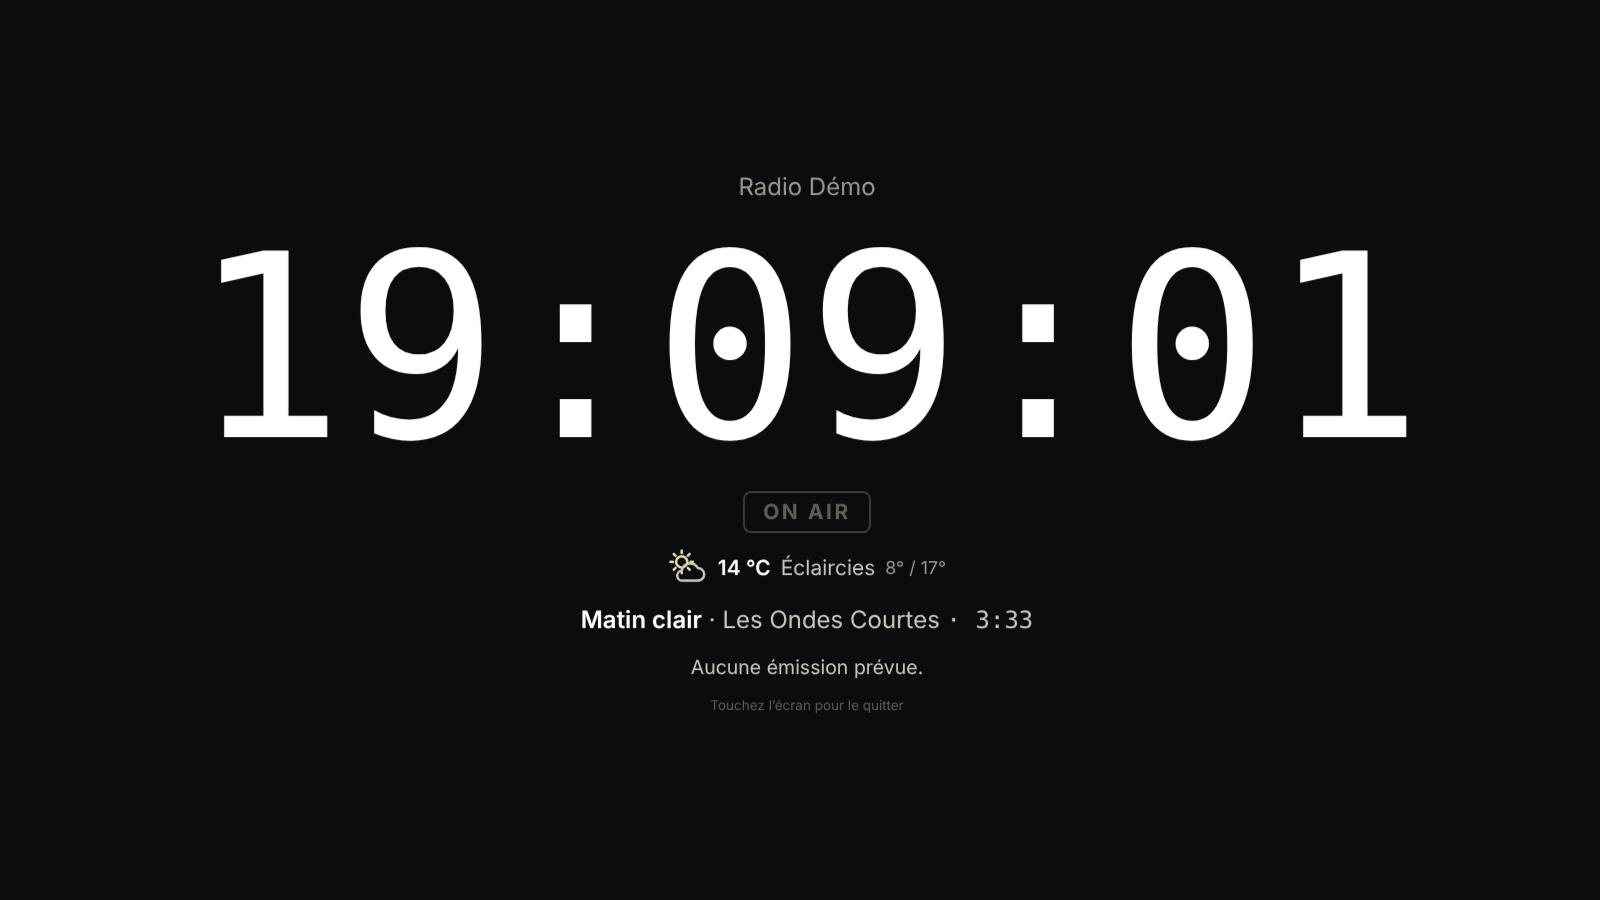 Radio Démo
19:09:01
ON AIR
14 °C Éclaircies 8° / 17°
Matin clair · Les Ondes Courtes · 3:33
Aucune émission prévue.
Touchez l’écran pour le quitter